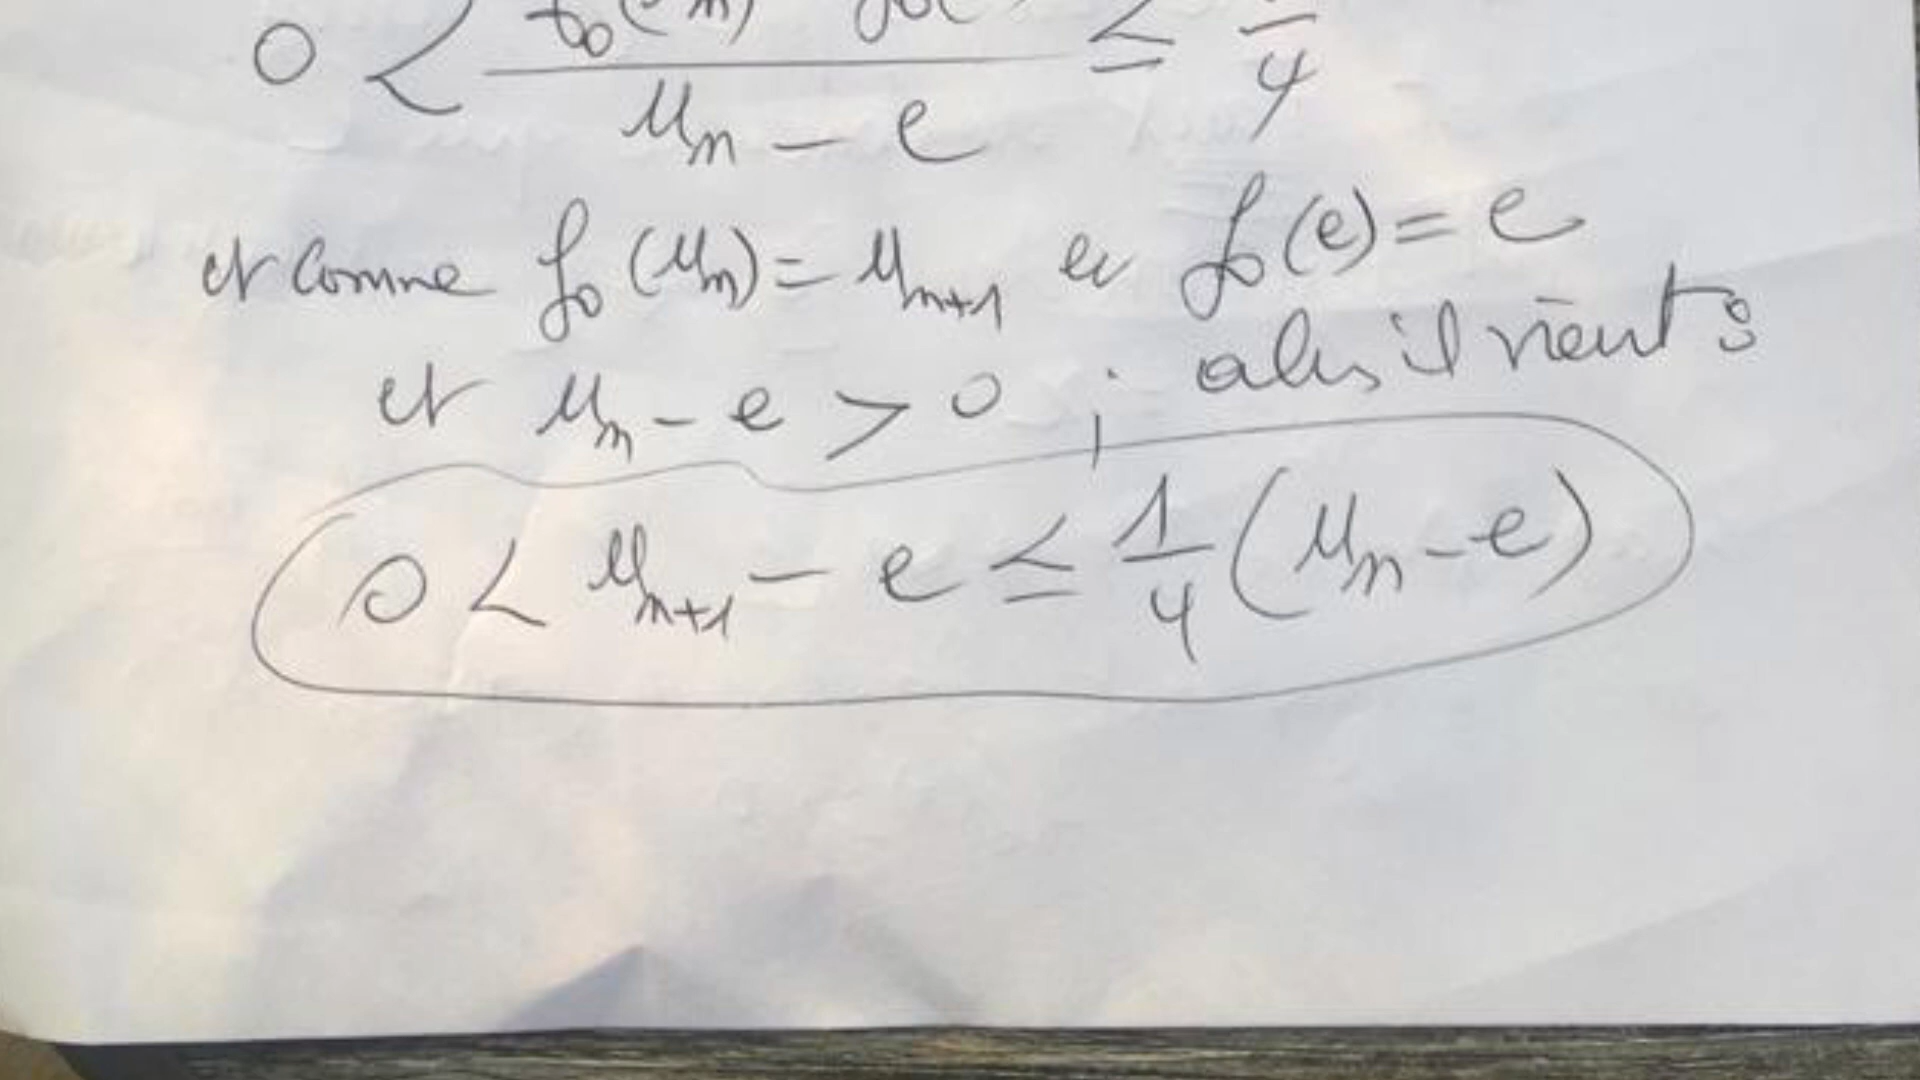 0 < f₀(uₙ) f₀( / uₙ - e ≤ — / 4
et comme f₀(uₙ) = uₙ₊₁ et f₀(e) = e
et uₙ - e > 0 ; alors il vient :
0 < uₙ₊₁ - e ≤ 1/4 (uₙ - e)